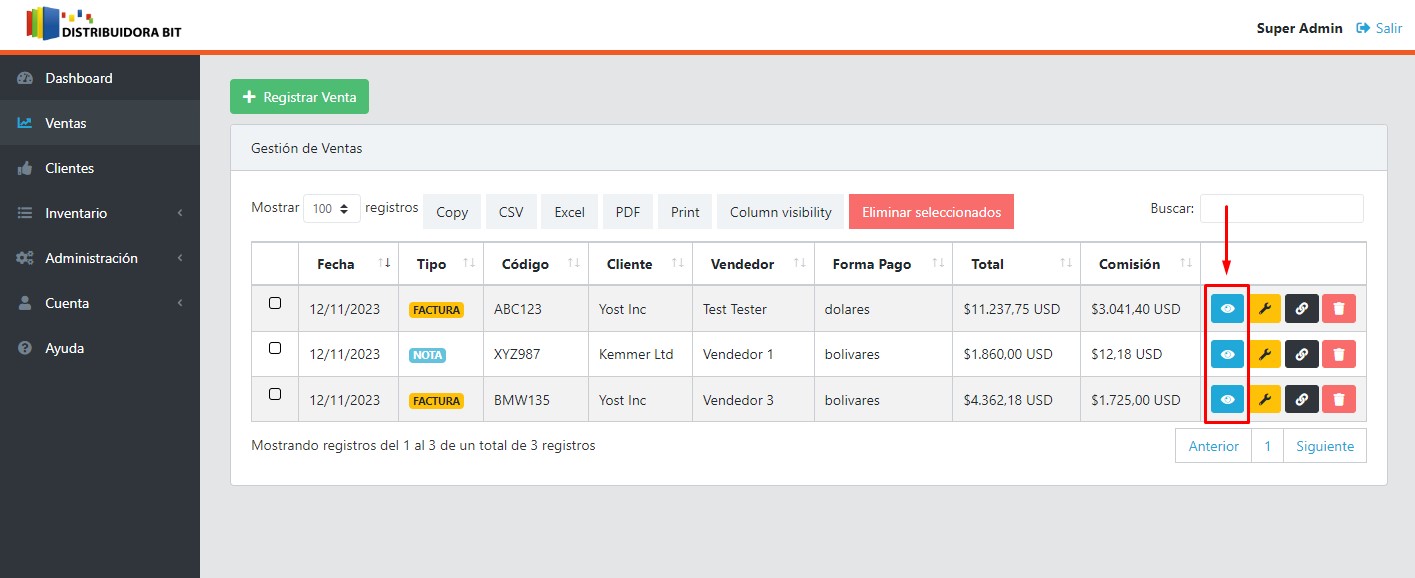 DISTRIBUIDORA BIT
Super Admin Salir
Dashboard
Ventas
Clientes
Inventario
Administración
Cuenta
Ayuda
Registrar Venta
Gestión de Ventas
Mostrar 100 registros Copy CSV Excel PDF Print Column visibility Eliminar seleccionados Buscar:
Fecha Tipo Código Cliente Vendedor Forma Pago Total Comisión
12/11/2023 FACTURA ABC123 Yost Inc Test Tester dolares $11.237,75 USD $3.041,40 USD
12/11/2023 NOTA XYZ987 Kemmer Ltd Vendedor 1 bolivares $1.860,00 USD $12,18 USD
12/11/2023 FACTURA BMW135 Yost Inc Vendedor 3 bolivares $4.362,18 USD $1.725,00 USD
Mostrando registros del 1 al 3 de un total de 3 registros
Anterior 1 Siguiente